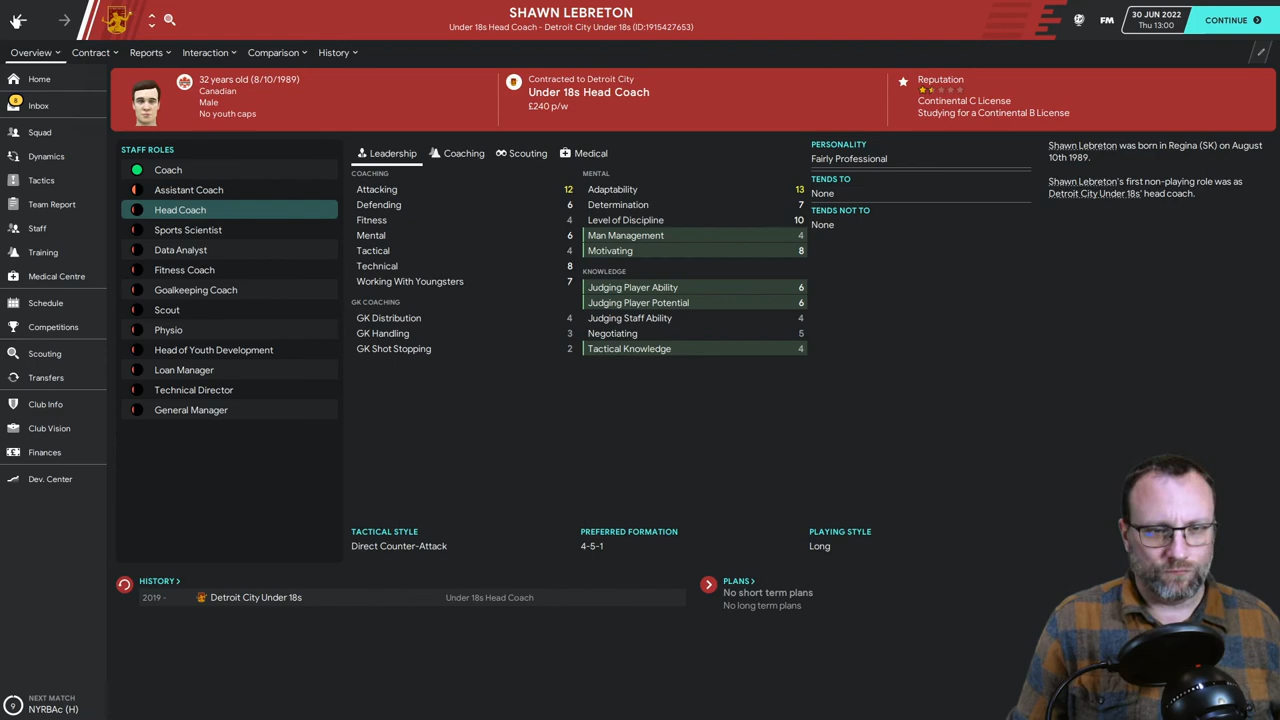 SHAWN LEBRETON
Under 18s Head Coach - Detroit City Under 18s (ID:1915427653)
FM
30 JUN 2022
Thu 13:00
CONTINUE
Overview
Contract
Reports
Interaction
Comparison
History
Home
8
Inbox
Squad
Dynamics
Tactics
Team Report
Staff
Training
Medical Centre
Schedule
Competitions
Scouting
Transfers
Club Info
Club Vision
Finances
Dev. Center
9
NEXT MATCH
NYRBAc (H)
32 years old (8/10/1989)
Canadian
Male
No youth caps
Contracted to Detroit City
Under 18s Head Coach
£240 p/w
Reputation
Continental C License
Studying for a Continental B License
STAFF ROLES
Coach
Assistant Coach
Head Coach
Sports Scientist
Data Analyst
Fitness Coach
Goalkeeping Coach
Scout
Physio
Head of Youth Development
Loan Manager
Technical Director
General Manager
Leadership
Coaching
Scouting
Medical
COACHING
Attacking 12
Defending 6
Fitness 4
Mental 6
Tactical 4
Technical 8
Working With Youngsters 7
GK COACHING
GK Distribution 4
GK Handling 3
GK Shot Stopping 2
MENTAL
Adaptability 13
Determination 7
Level of Discipline 10
Man Management 4
Motivating 8
KNOWLEDGE
Judging Player Ability 6
Judging Player Potential 6
Judging Staff Ability 4
Negotiating 5
Tactical Knowledge 4
PERSONALITY
Fairly Professional
TENDS TO
None
TENDS NOT TO
None
Shawn Lebreton was born in Regina (SK) on August
10th 1989.
Shawn Lebreton's first non-playing role was as
Detroit City Under 18s' head coach.
TACTICAL STYLE
Direct Counter-Attack
PREFERRED FORMATION
4-5-1
PLAYING STYLE
Long
HISTORY >
2019 - Detroit City Under 18s Under 18s Head Coach
PLANS >
No short term plans
No long term plans